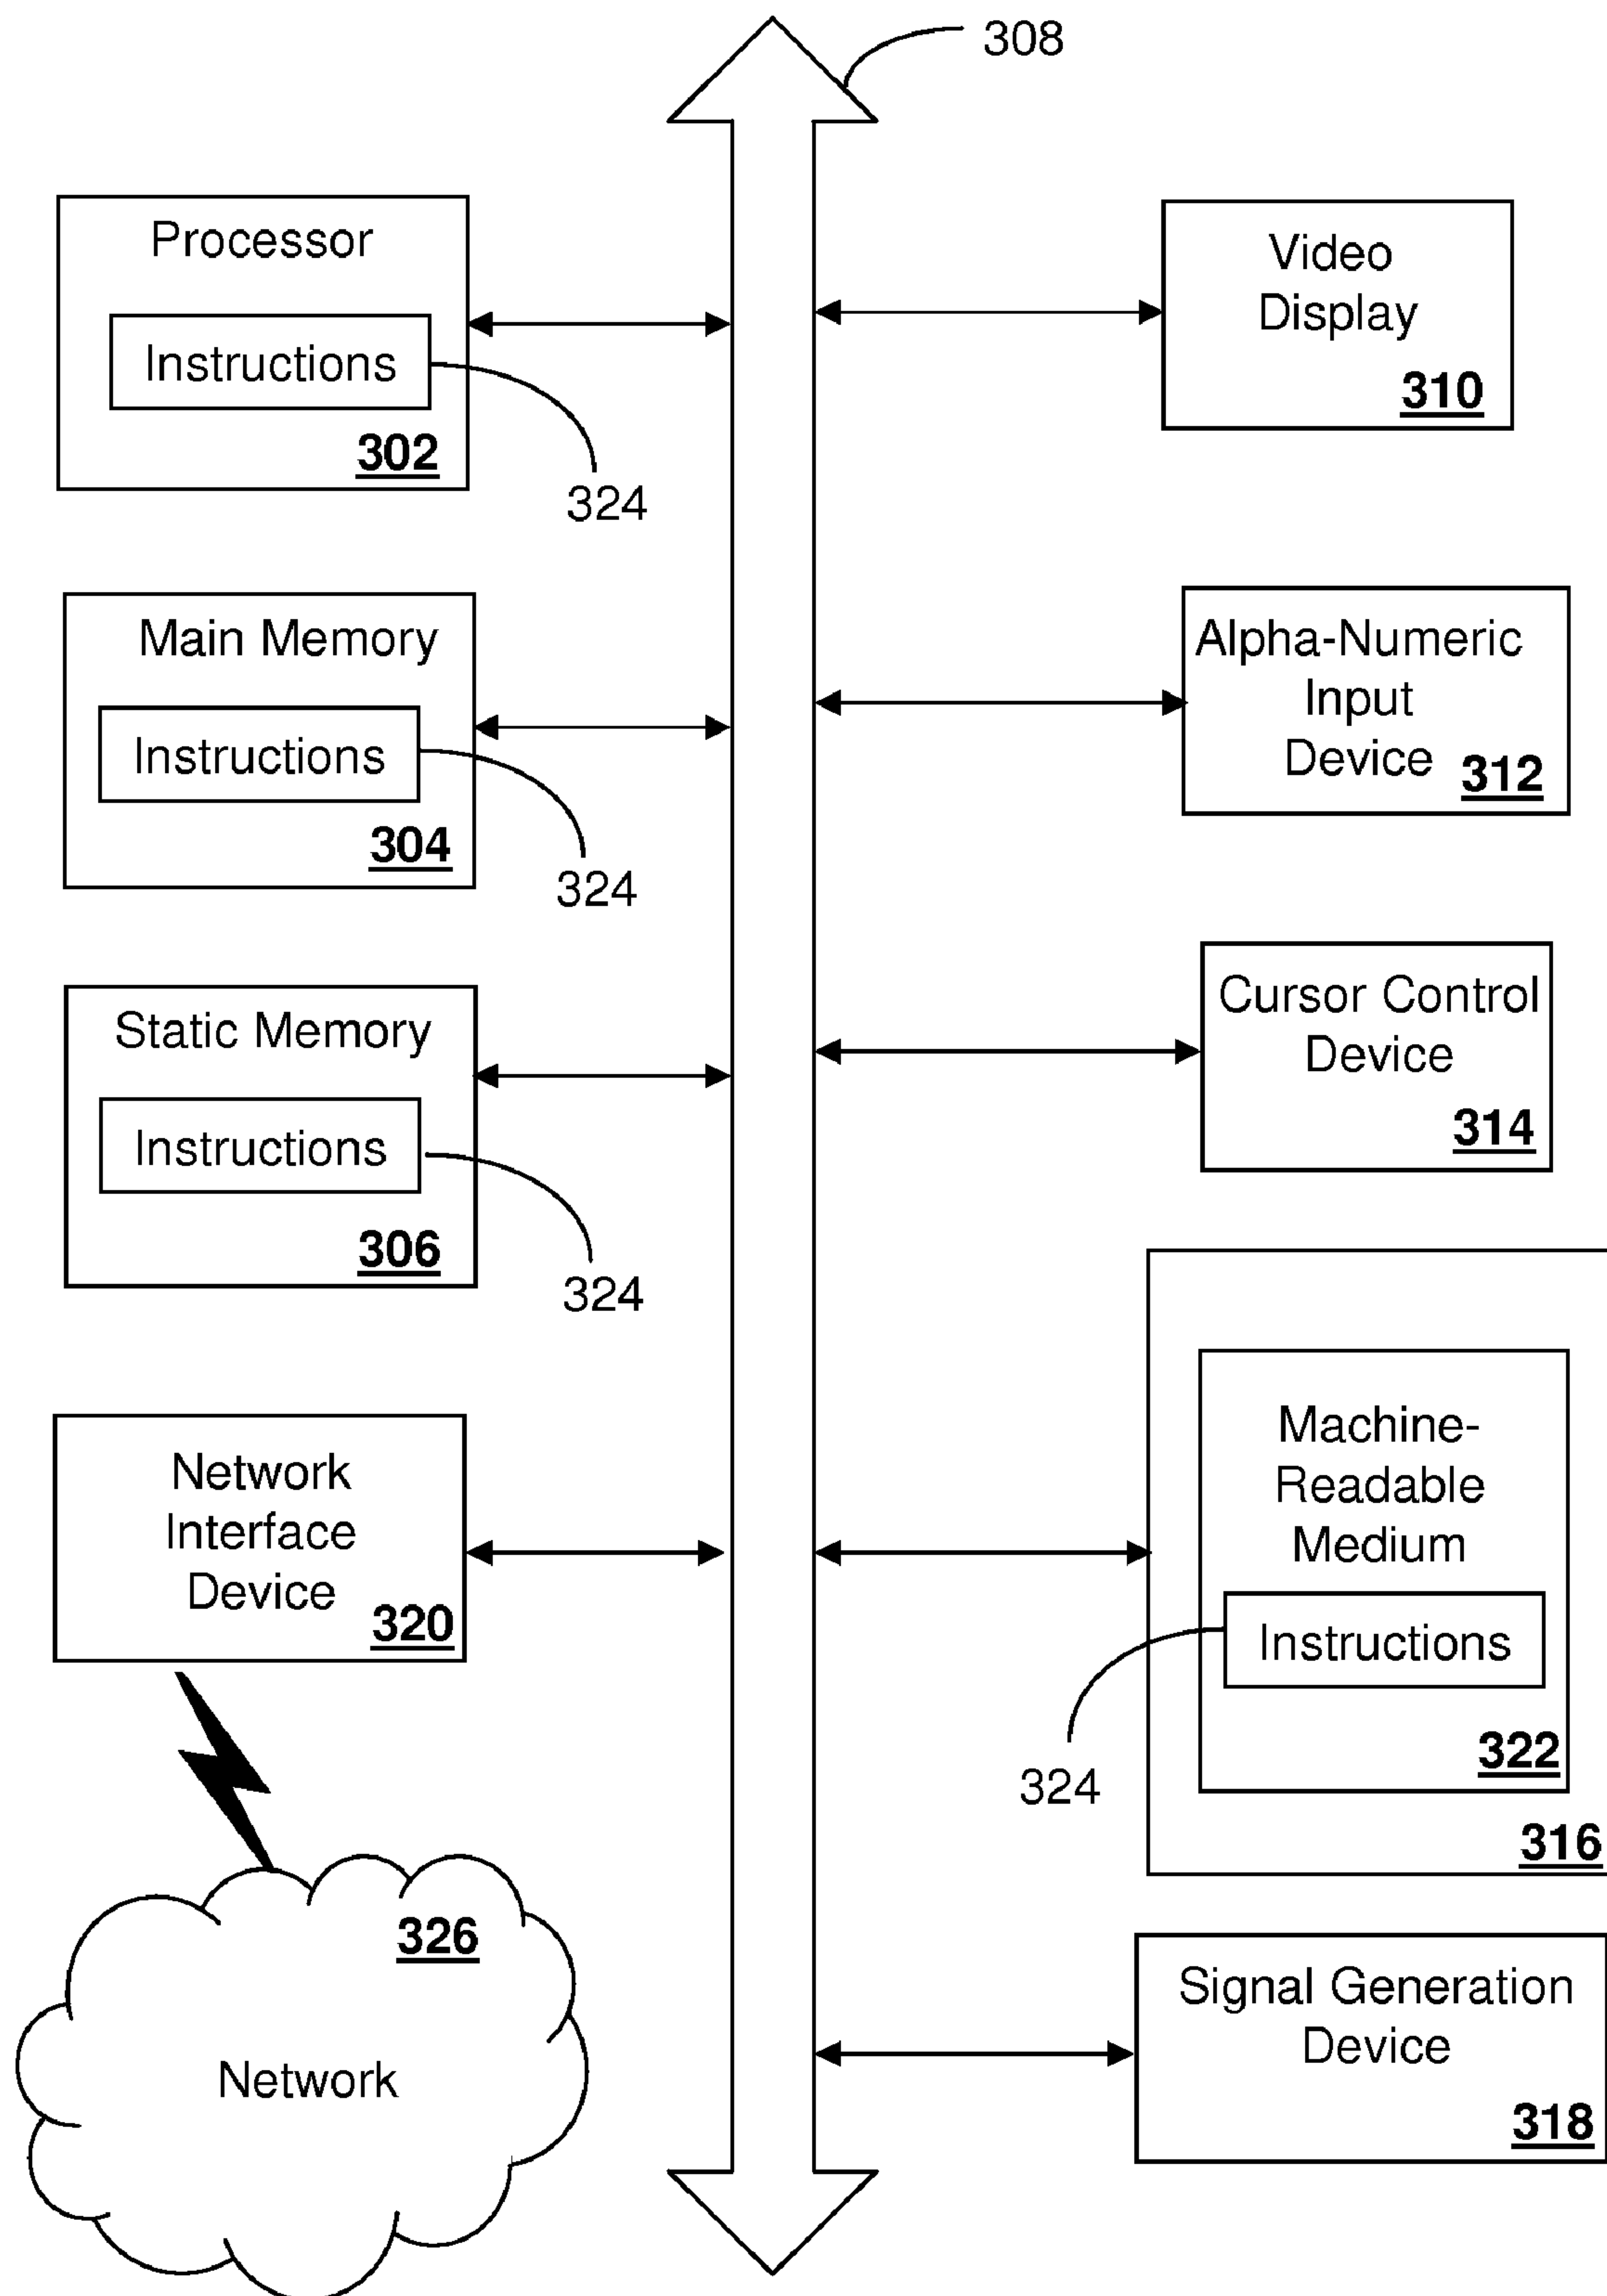 308
Processor
Instructions
302
324
Main Memory
Instructions
304
324
Static Memory
Instructions
306
324
Network
Interface
Device
320
326
Network
Video
Display
310
Alpha-Numeric
Input
Device
312
Cursor Control
Device
314
Machine-
Readable
Medium
Instructions
324
322
316
Signal Generation
Device
318